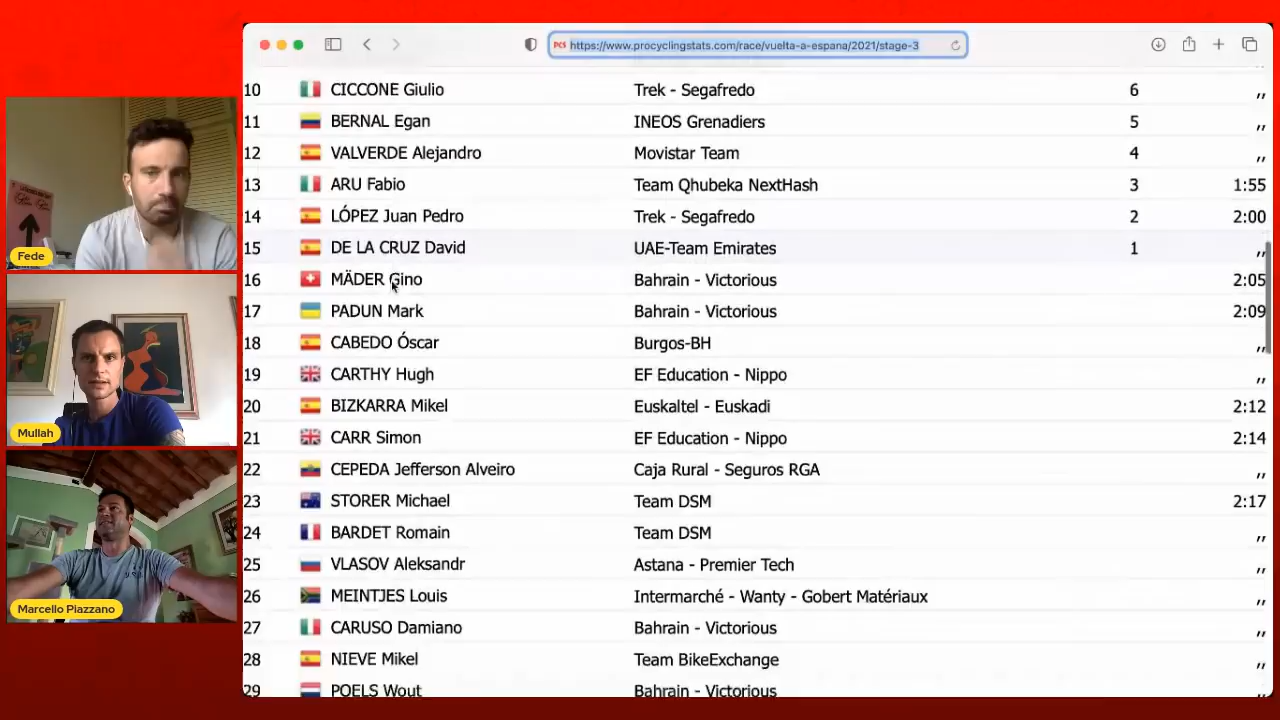 PCS https://www.procyclingstats.com/race/vuelta-a-espana/2021/stage-3
10 CICCONE Giulio Trek - Segafredo 6 ,,
11 BERNAL Egan INEOS Grenadiers 5 ,,
12 VALVERDE Alejandro Movistar Team 4 ,,
13 ARU Fabio Team Qhubeka NextHash 3 1:55
14 LÓPEZ Juan Pedro Trek - Segafredo 2 2:00
15 DE LA CRUZ David UAE-Team Emirates 1 ,,
16 MÄDER Gino Bahrain - Victorious 2:05
17 PADUN Mark Bahrain - Victorious 2:09
18 CABEDO Óscar Burgos-BH ,,
19 CARTHY Hugh EF Education - Nippo ,,
20 BIZKARRA Mikel Euskaltel - Euskadi 2:12
21 CARR Simon EF Education - Nippo 2:14
22 CEPEDA Jefferson Alveiro Caja Rural - Seguros RGA ,,
23 STORER Michael Team DSM 2:17
24 BARDET Romain Team DSM ,,
25 VLASOV Aleksandr Astana - Premier Tech ,,
26 MEINTJES Louis Intermarché - Wanty - Gobert Matériaux ,,
27 CARUSO Damiano Bahrain - Victorious ,,
28 NIEVE Mikel Team BikeExchange ,,
29 POELS Wout Bahrain - Victorious ,,
Fede
Mullah
Marcello Piazzano